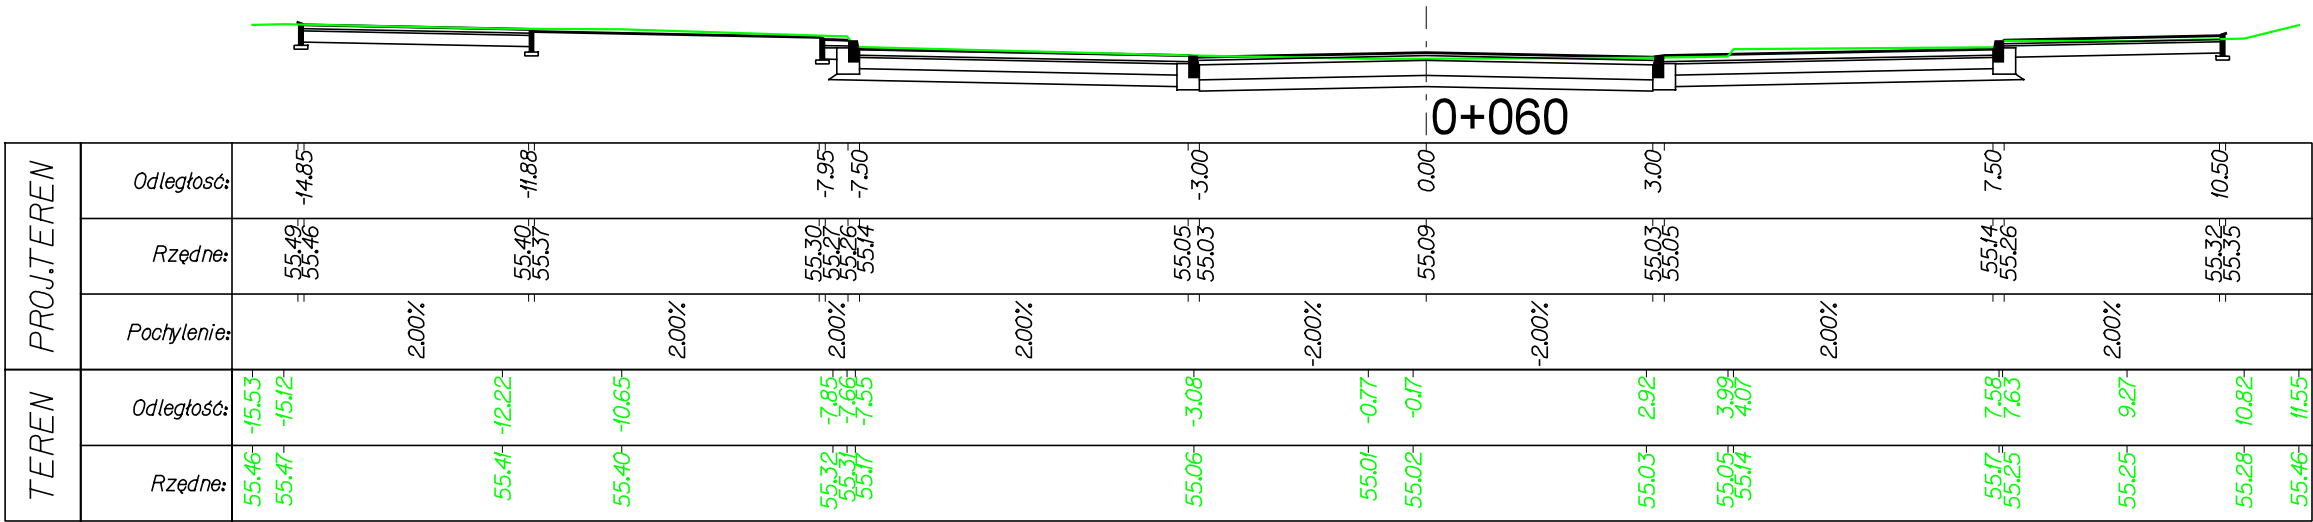 0+060
PROJ.TEREN
Odległość: -14.85 -11.88 -7.95 -7.50 -3.00 0.00 3.00 7.50 10.50
Rzędne: 55.49 55.46 55.40 55.37 55.30 55.27 55.26 55.14 55.05 55.03 55.09 55.03 55.05 55.14 55.26 55.32 55.35
Pochylenie: 2.00% 2.00% 2.00% 2.00% -2.00% -2.00% 2.00% 2.00%
TEREN
Odległość: -15.53 -15.12 -12.22 -10.65 -7.85 -7.66 -7.55 -3.08 -0.77 -0.17 2.92 3.99 4.07 7.58 7.63 9.27 10.82 11.55
Rzędne: 55.46 55.47 55.41 55.40 55.32 55.31 55.17 55.06 55.01 55.02 55.03 55.05 55.14 55.17 55.25 55.25 55.28 55.46